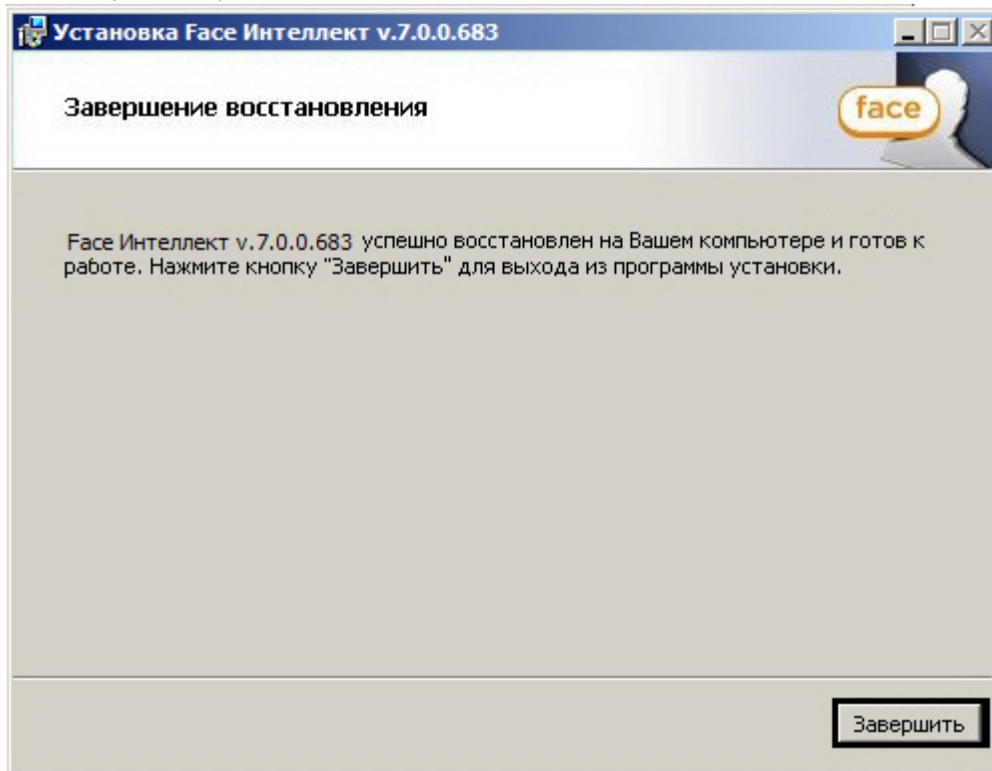 Установка Face Интеллект v.7.0.0.683
Завершение восстановления
face
Face Интеллект v.7.0.0.683 успешно восстановлен на Вашем компьютере и готов к
работе. Нажмите кнопку "Завершить" для выхода из программы установки.
Завершить